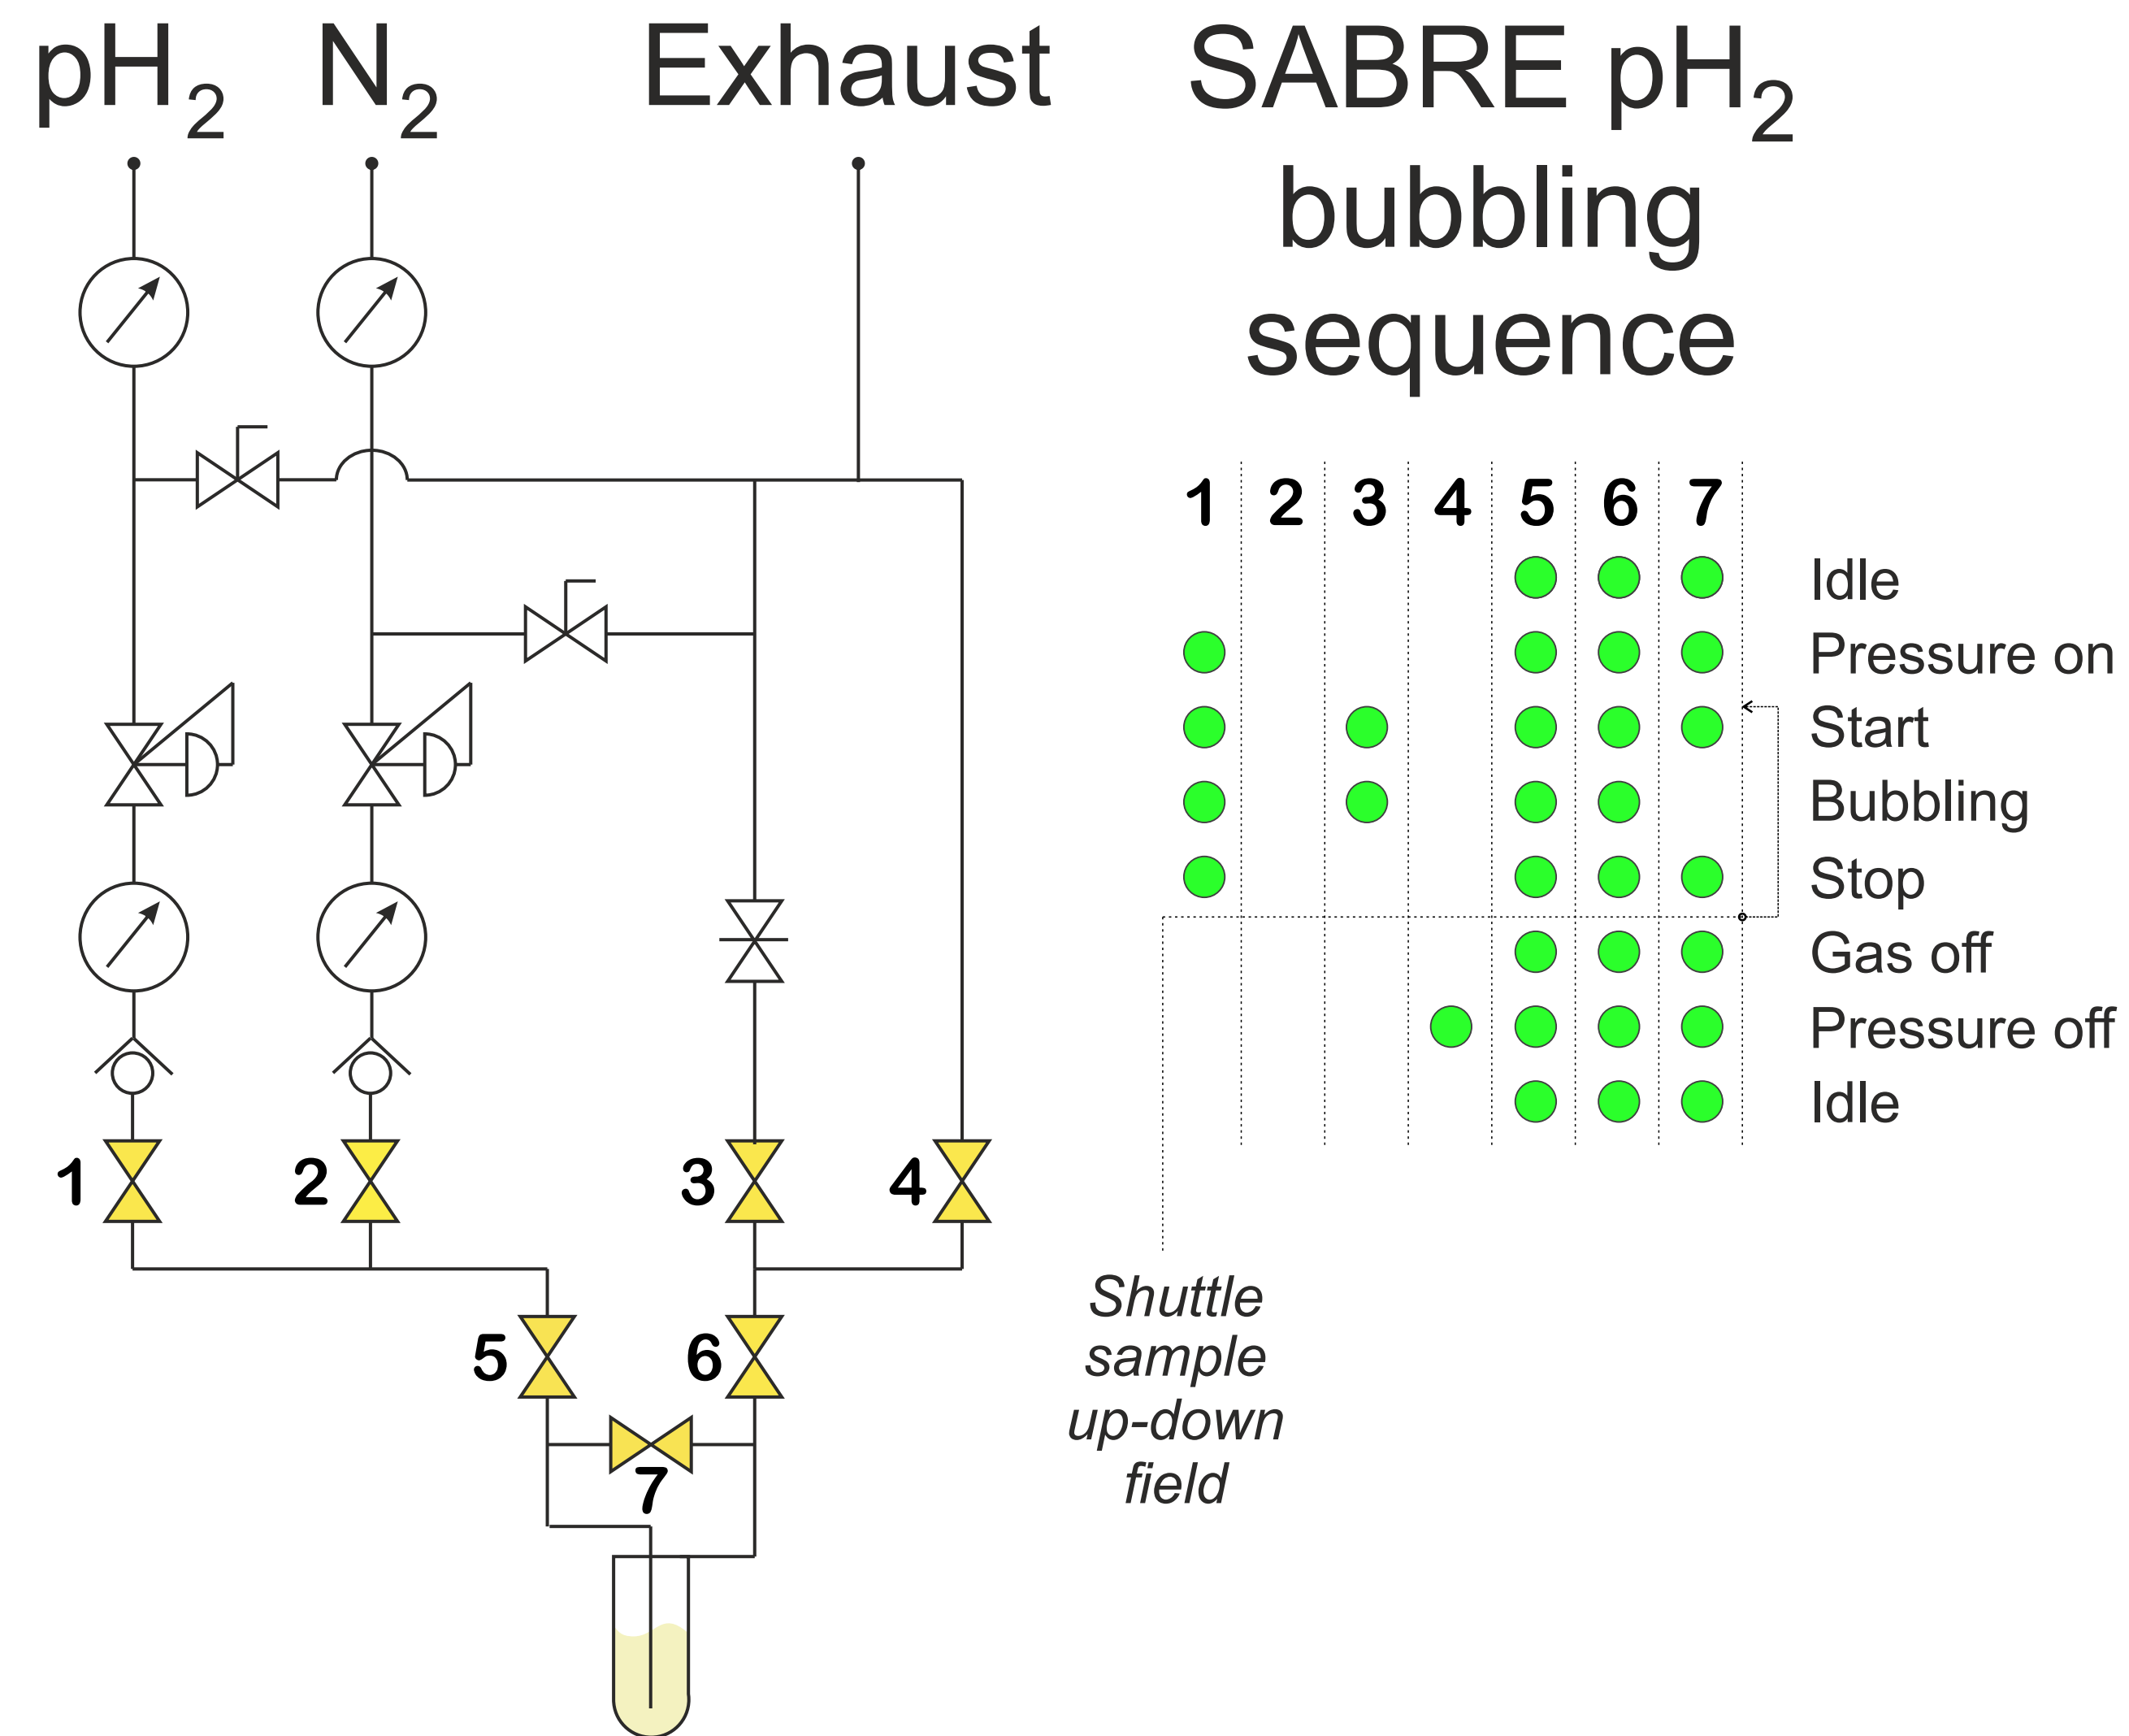 pH2 N2 Exhaust
SABRE pH2
bubbling
sequence
1 2 3 4 5 6 7
Idle
Pressure on
Start
Bubbling
Stop
Gas off
Pressure off
Idle
1 2 3 4
5 6
7
Shuttle
sample
up-down
field